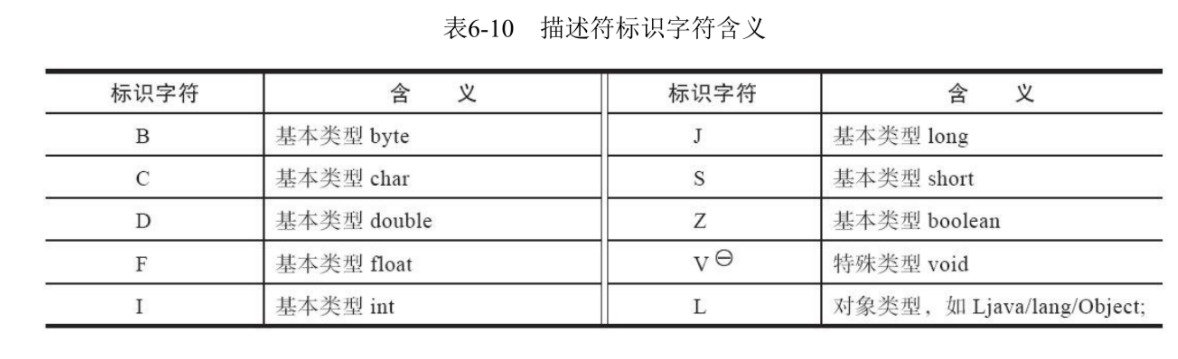 表6-10 描述符标识字符含义
标识字符 含 义 标识字符 含 义
B 基本类型 byte J 基本类型 long
C 基本类型 char S 基本类型 short
D 基本类型 double Z 基本类型 boolean
F 基本类型 float V⊖ 特殊类型 void
I 基本类型 int L 对象类型，如 Ljava/lang/Object;